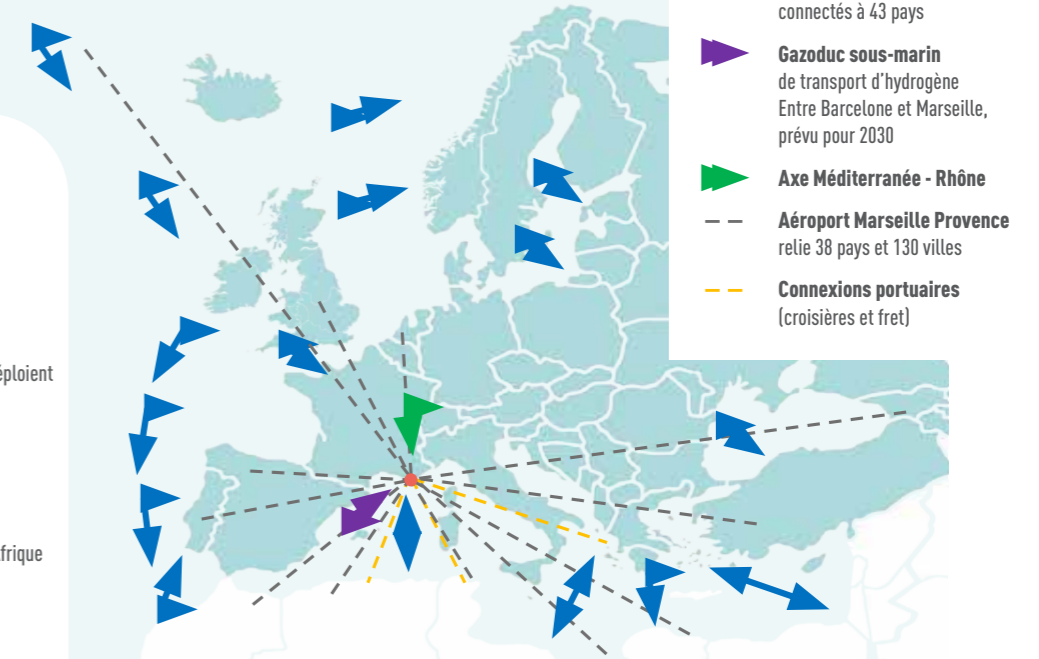 connectés à 43 pays
Gazoduc sous-marin
de transport d'hydrogène
Entre Barcelone et Marseille,
prévu pour 2030
Axe Méditerranée - Rhône
Aéroport Marseille Provence
relie 38 pays et 130 villes
Connexions portuaires
(croisières et fret)